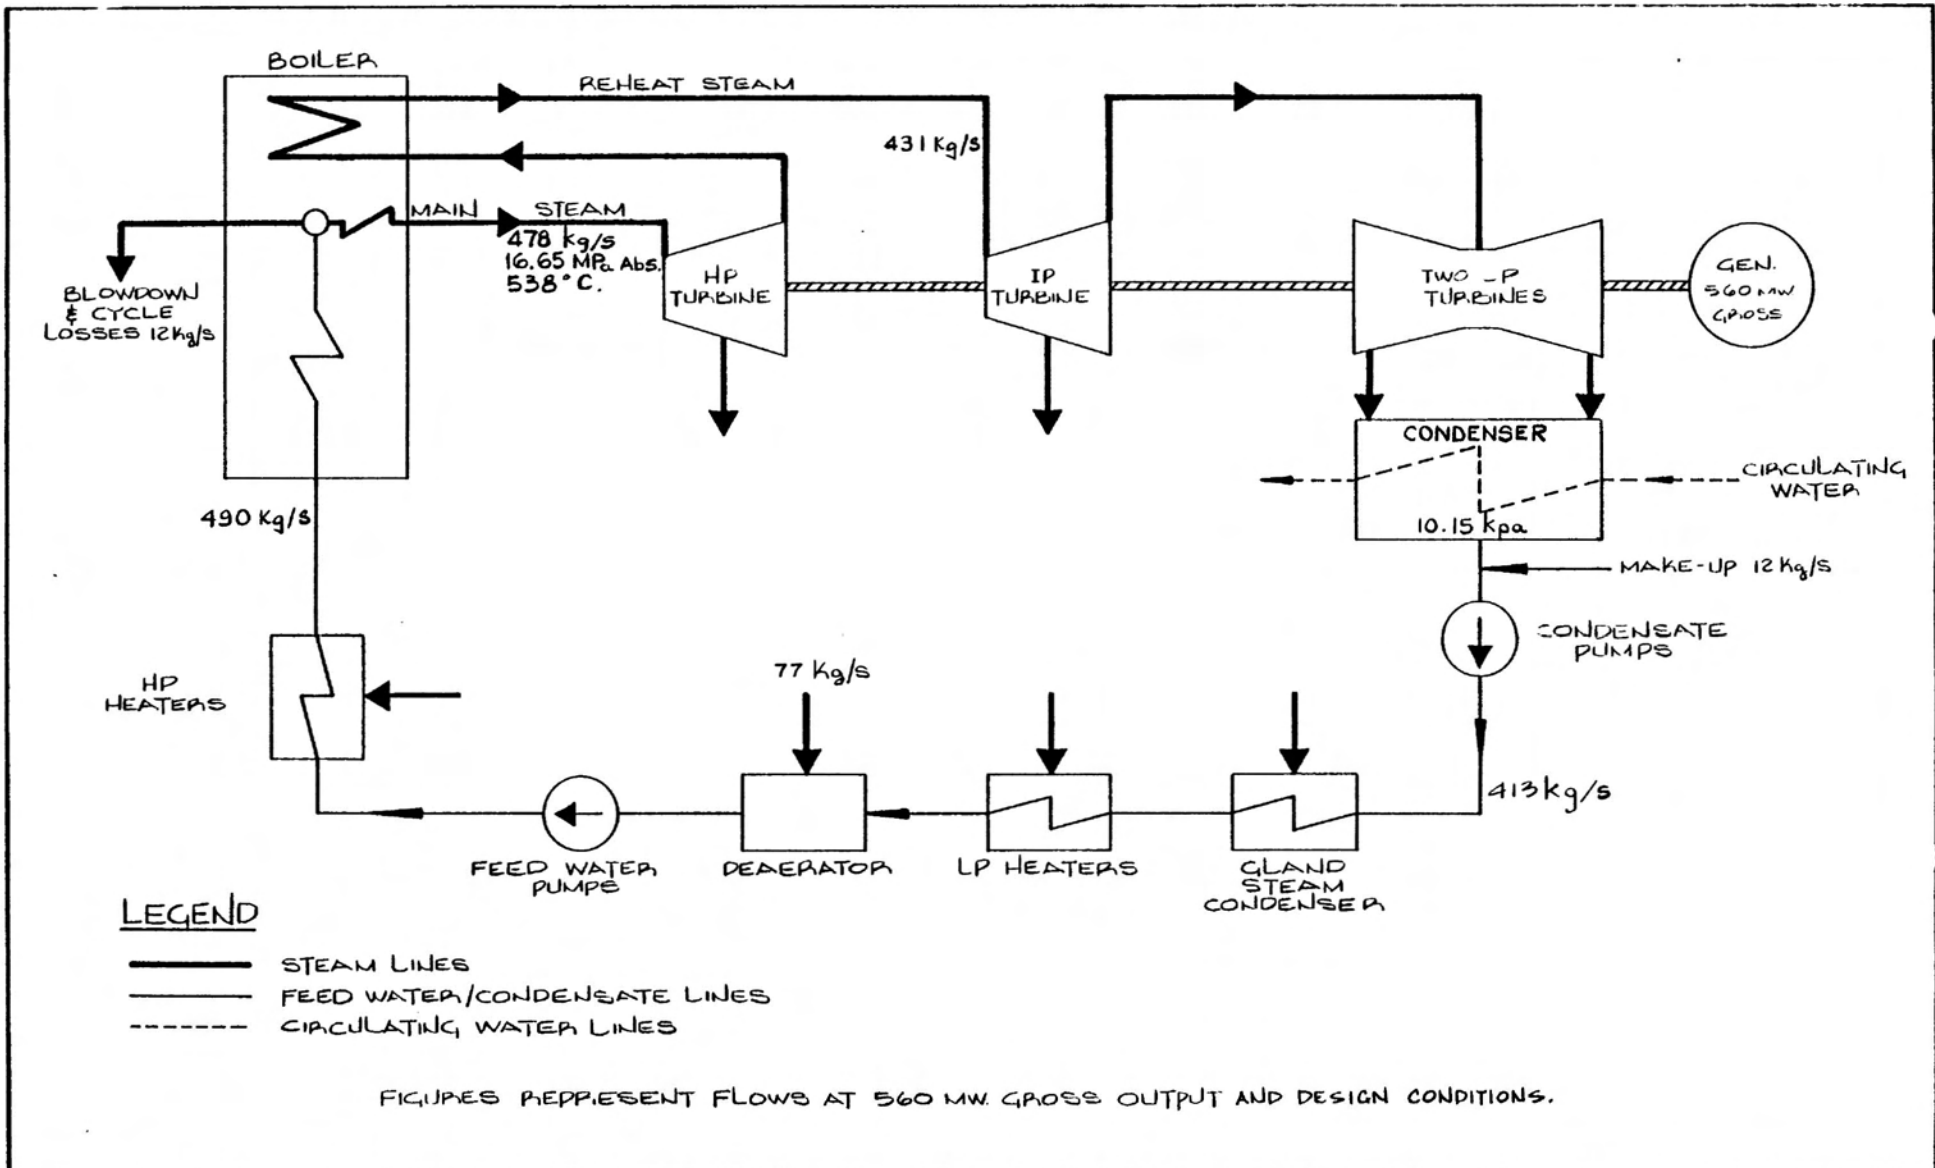 BOILER
REHEAT STEAM
431 Kg/s
MAIN STEAM
478 Kg/s
16.65 MPa Abs.
538°C.
BLOWDOWN
& CYCLE
LOSSES 12Kg/s
HP
TURBINE
IP
TURBINE
TWO LP
TURBINES
GEN.
560 MW
GROSS
CONDENSER
10.15 kpa
CIRCULATING
WATER
MAKE-UP 12 Kg/s
CONDENSATE
PUMPS
490 Kg/s
HP
HEATERS
77 Kg/s
413 kg/s
FEED WATER
PUMPS
DEAERATOR
LP HEATERS
GLAND
STEAM
CONDENSER
LEGEND
STEAM LINES
FEED WATER/CONDENSATE LINES
CIRCULATING WATER LINES
FIGURES REPRESENT FLOWS AT 560 MW. GROSS OUTPUT AND DESIGN CONDITIONS.